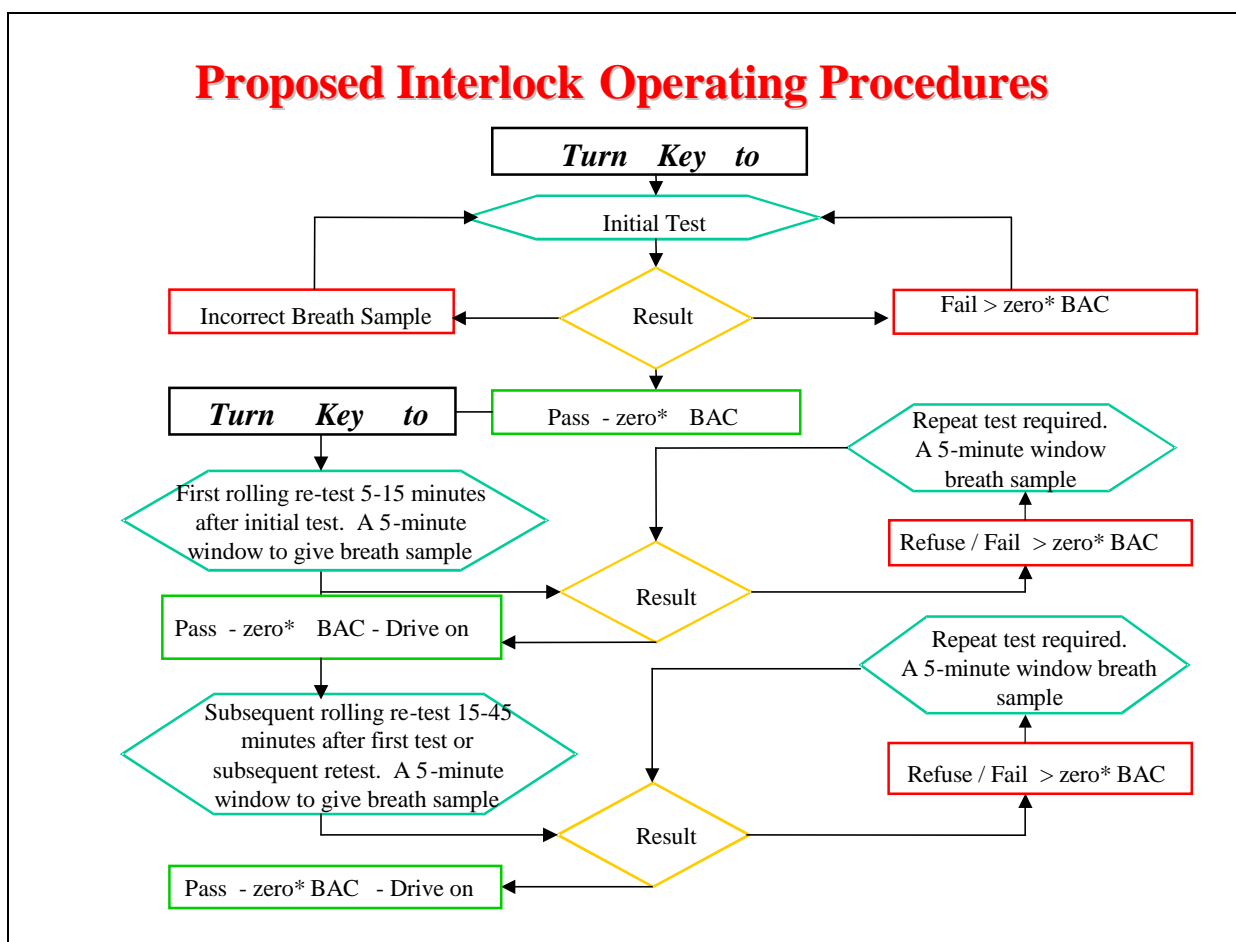 Proposed Interlock Operating Procedures
Turn Key to
Initial Test
Incorrect Breath Sample
Result
Fail > zero* BAC
Turn Key to
Pass - zero* BAC
Repeat test required.
A 5-minute window
breath sample
First rolling re-test 5-15 minutes
after initial test. A 5-minute
window to give breath sample
Refuse / Fail > zero* BAC
Result
Pass - zero* BAC - Drive on
Repeat test required.
A 5-minute window breath
sample
Subsequent rolling re-test 15-45
minutes after first test or
subsequent retest. A 5-minute
window to give breath sample
Refuse / Fail > zero* BAC
Result
Pass - zero* BAC - Drive on